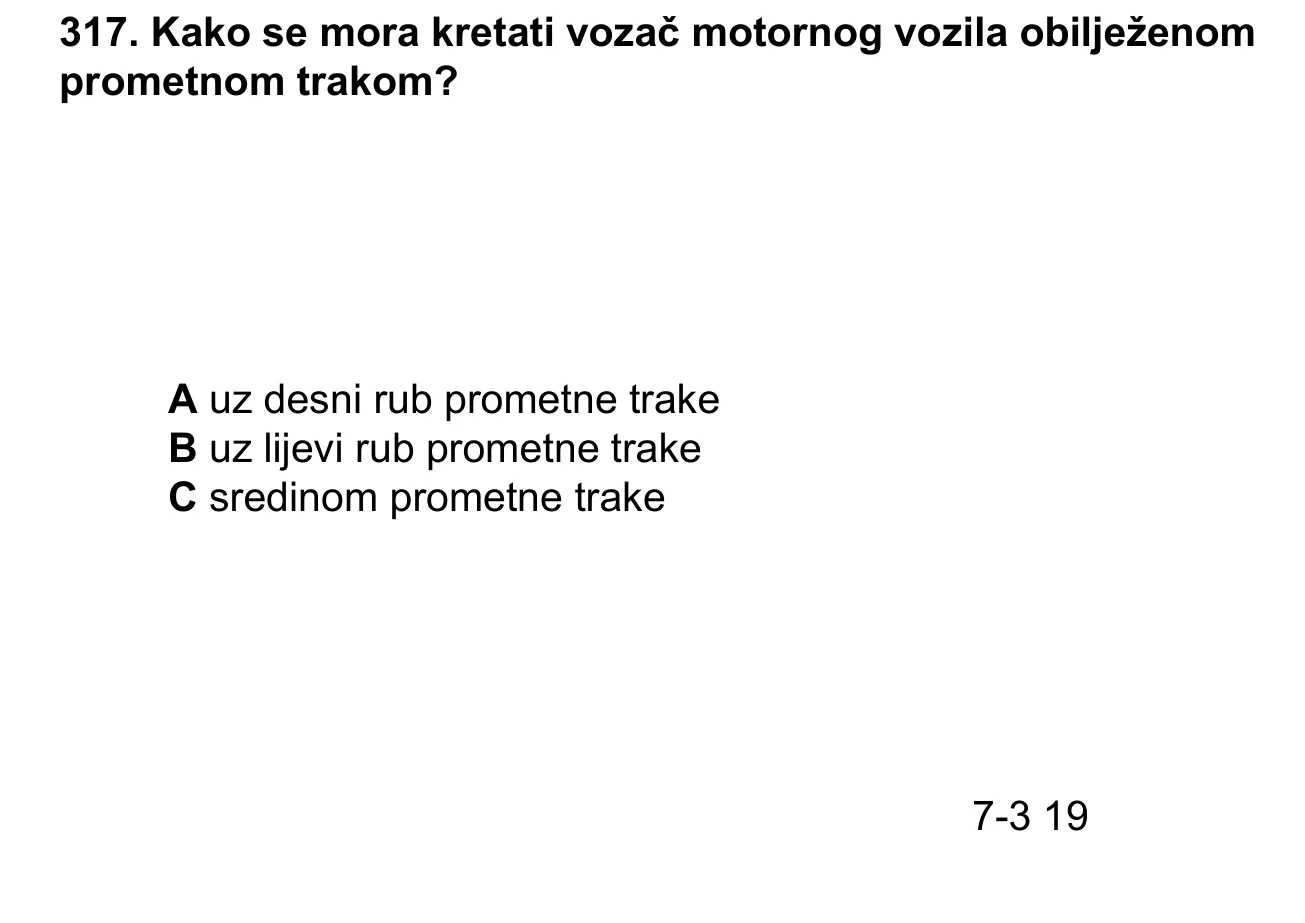 317. Kako se mora kretati vozač motornog vozila obilježenom
prometnom trakom?
A uz desni rub prometne trake
B uz lijevi rub prometne trake
C sredinom prometne trake
7-3 19